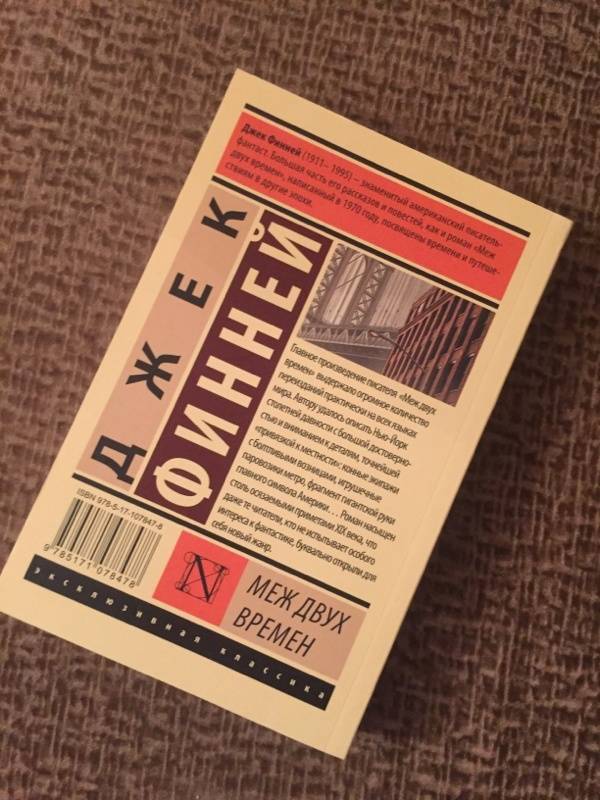 Джек Финней (1911– 1995) – знаменитый американский писатель-
фантаст. Большая часть его рассказов и повестей, как и роман «Меж
двух времен», написанный в 1970 году, посвящены времени и путеше-
ствиям в другие эпохи.
ДЖЕК
ФИННЕЙ
Главное произведение писателя. «Меж двух
времен» выдержало огромное количество
переизданий практически на всех языках
мира. Автору удалось описать Нью-Йорк
столетней давности с большой достоверно-
стью и вниманием к деталям, точнейшей
«привязкой к местности»: конные экипажи
с болтливыми возницами, игрушечные
паровозики метро, фрагмент гигантской руки
главного символа Америки . . . Роман насыщен
столь осязаемыми приметами XIX века, что
даже те читатели, кто не испытывает особого
интереса к фантастике, буквально открыли для
себя новый жанр.
ISBN 978-5-17-107847-8
9 785171 078478
N
МЕЖ ДВУХ
ВРЕМЕН
эксклюзивная классика